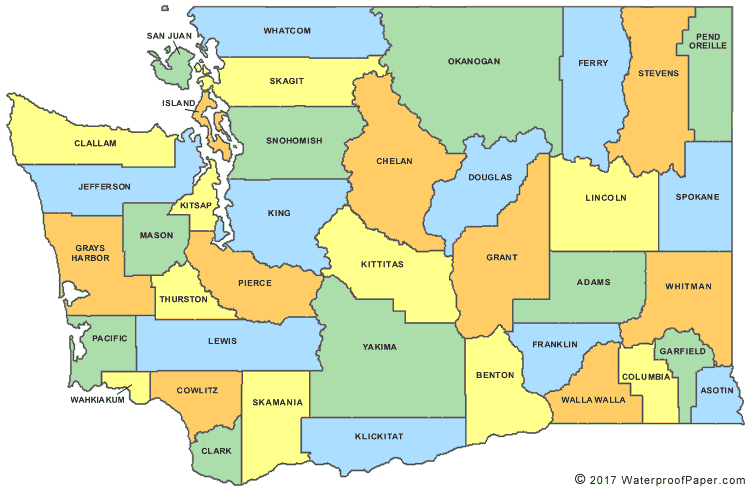 SAN JUAN
WHATCOM
SKAGIT
ISLAND
SNOHOMISH
OKANOGAN
FERRY
STEVENS
PEND
OREILLE
CLALLAM
JEFFERSON
KITSAP
KING
CHELAN
DOUGLAS
LINCOLN
SPOKANE
MASON
GRAYS
HARBOR
THURSTON
PIERCE
KITTITAS
GRANT
ADAMS
WHITMAN
PACIFIC
LEWIS
YAKIMA
BENTON
FRANKLIN
GARFIELD
COLUMBIA
ASOTIN
WALLA WALLA
WAHKIAKUM
COWLITZ
SKAMANIA
CLARK
KLICKITAT
© 2017 WaterproofPaper.com